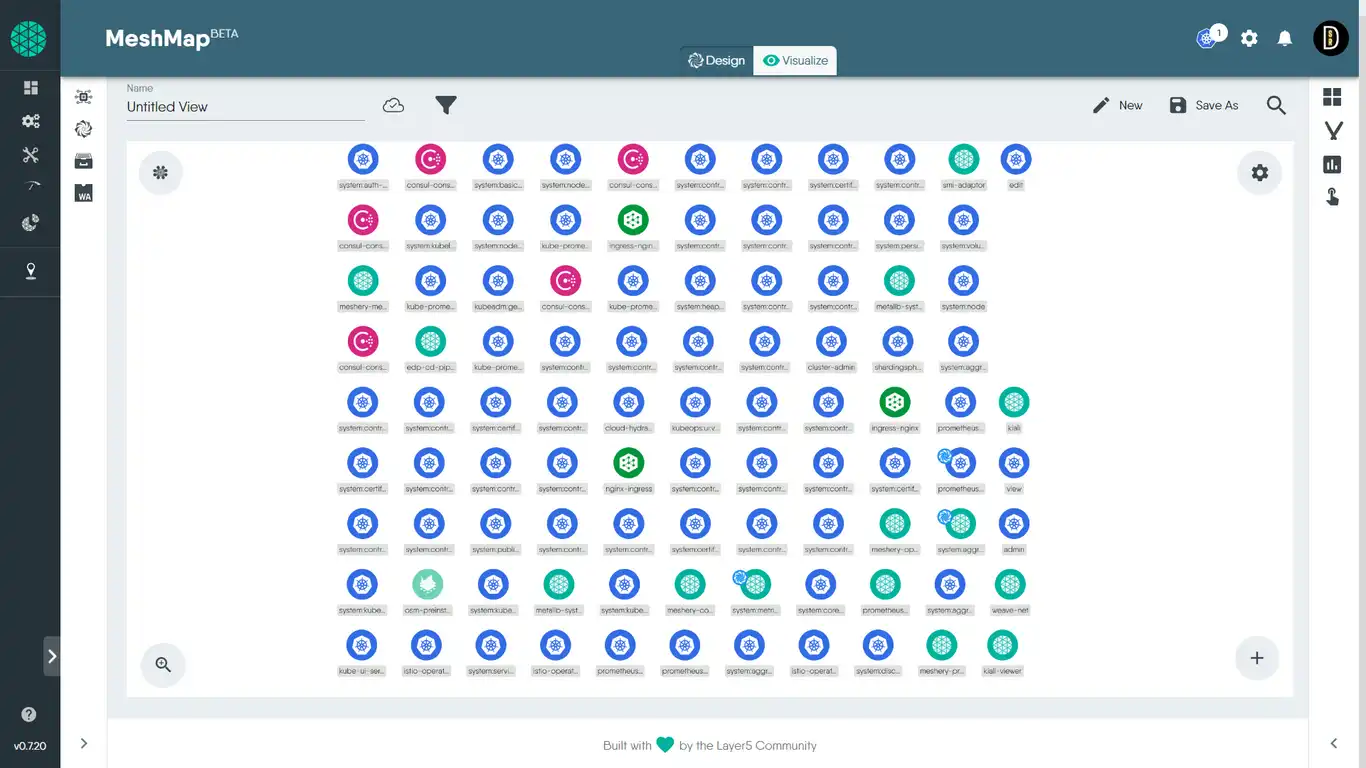 MeshMapBETA
1
Design Visualize
Name
Untitled View
New Save As
WA
system:auth-... consul-cons... system:basic... system:node... consul-cons... system:contr... system:contr... system:certif... system:contr... smi-adaptor edit
consul-cons... system:kubel... system:node... kube-prome... ingress-ngin... system:contr... system:contr... system:contr... system:persi... system:volu...
meshery-me... kube-prome... kubeadm:ge... consul-cons... kube-prome... system:heap... system:contr... system:contr... metallb-syst... system:node
consul-cons... edp-cd-pip... kube-prome... system:contr... system:contr... system:contr... system:contr... cluster-admin shardingsph... system:aggr...
system:contr... system:contr... system:certif... system:contr... cloud-hydra... kubeops:u:v... system:contr... system:contr... ingress-nginx prometheus... kiali
system:certif... system:contr... system:contr... system:contr... nginx-ingress system:contr... system:contr... system:contr... system:certif... prometheus... view
system:contr... system:contr... system:publi... system:contr... system:contr... system:certif... system:contr... system:contr... meshery-op... system:aggr... admin
system:kube... osm-preinst... system:kube... metallb-syst... system:kube... meshery-co... system:metri... system:core... prometheus... system:aggr... weave-net
kube-ui-ser... istio-operat... system:servi... istio-operat... prometheus... prometheus... system:aggr... istio-operat... system:disc... meshery-pr... kiali-viewer
v0.7.20
Built with by the Layer5 Community